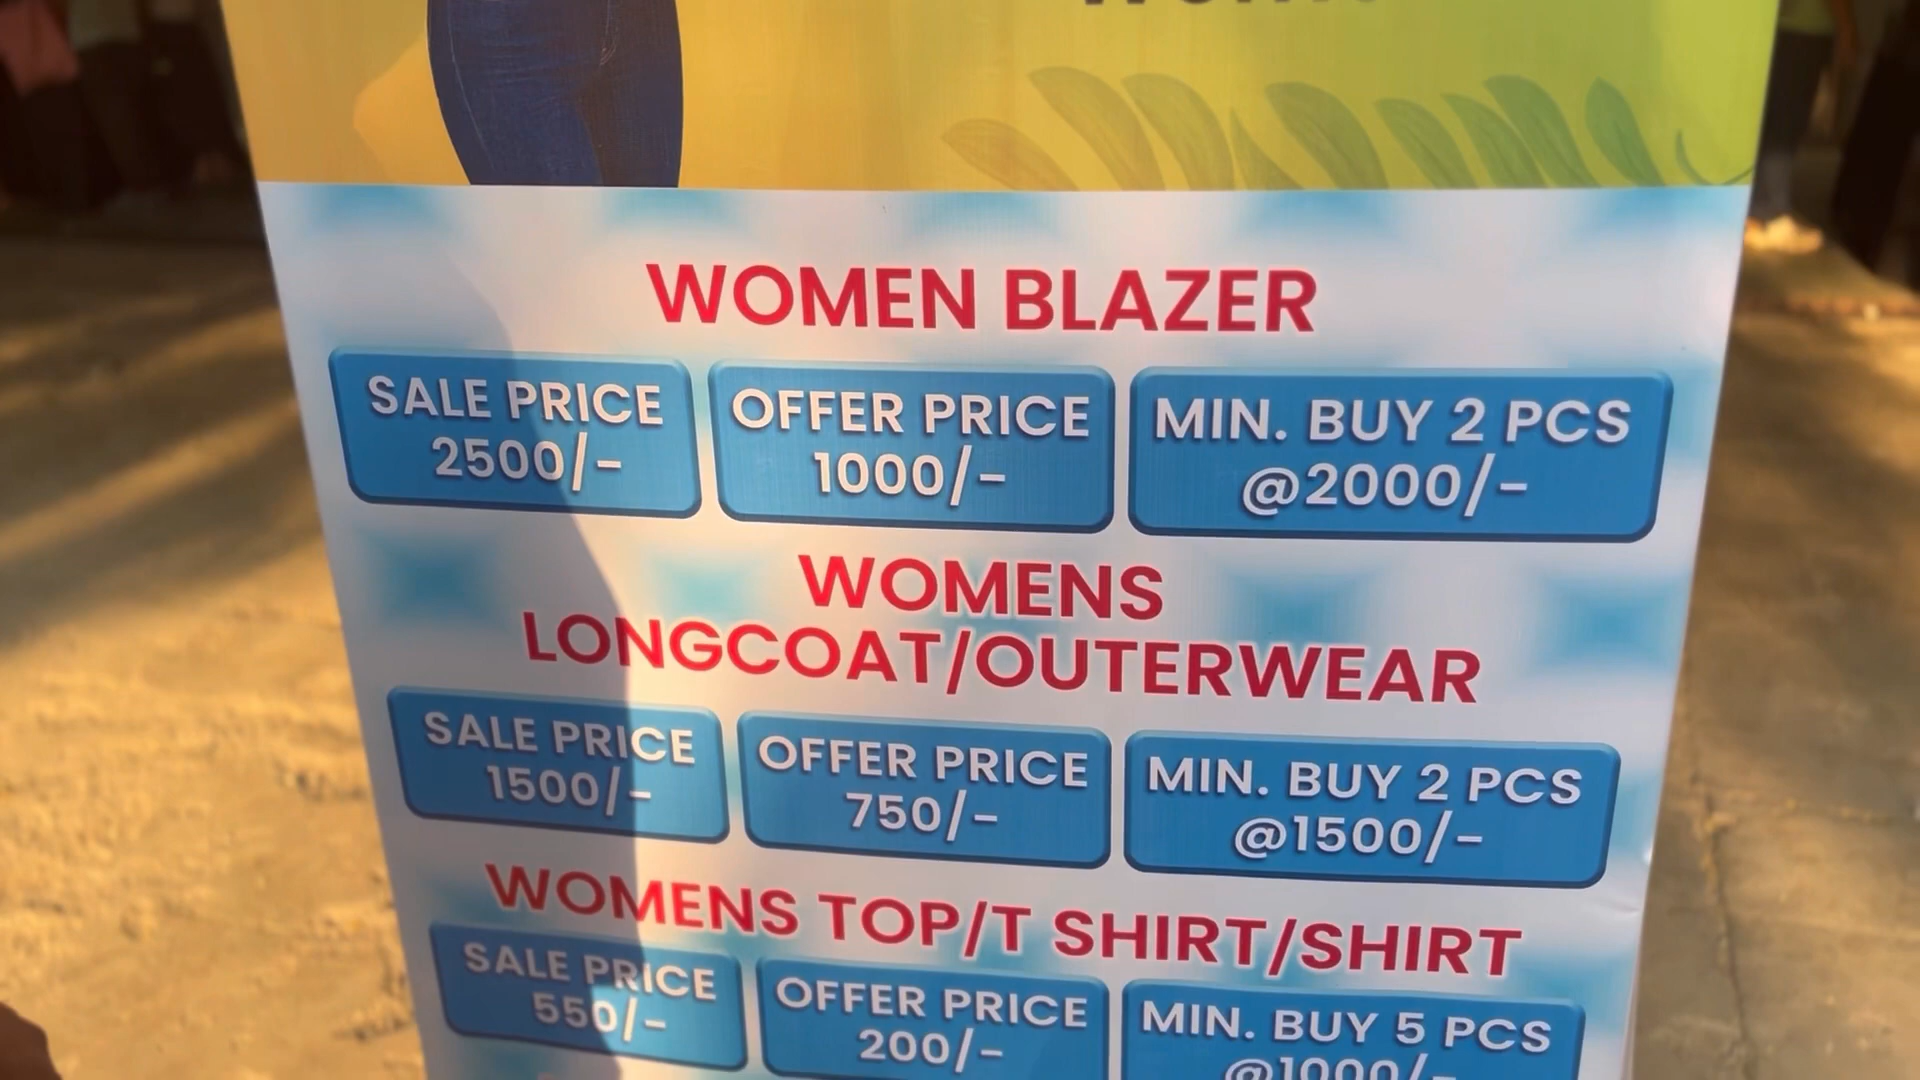 WOMEN BLAZER
SALE PRICE
2500/-
OFFER PRICE
1000/-
MIN. BUY 2 PCS
@2000/-
WOMENS
LONGCOAT/OUTERWEAR
SALE PRICE
1500/-
OFFER PRICE
750/-
MIN. BUY 2 PCS
@1500/-
WOMENS TOP/T SHIRT/SHIRT
SALE PRICE
550/-
OFFER PRICE
200/-
MIN. BUY 5 PCS
@1000/-